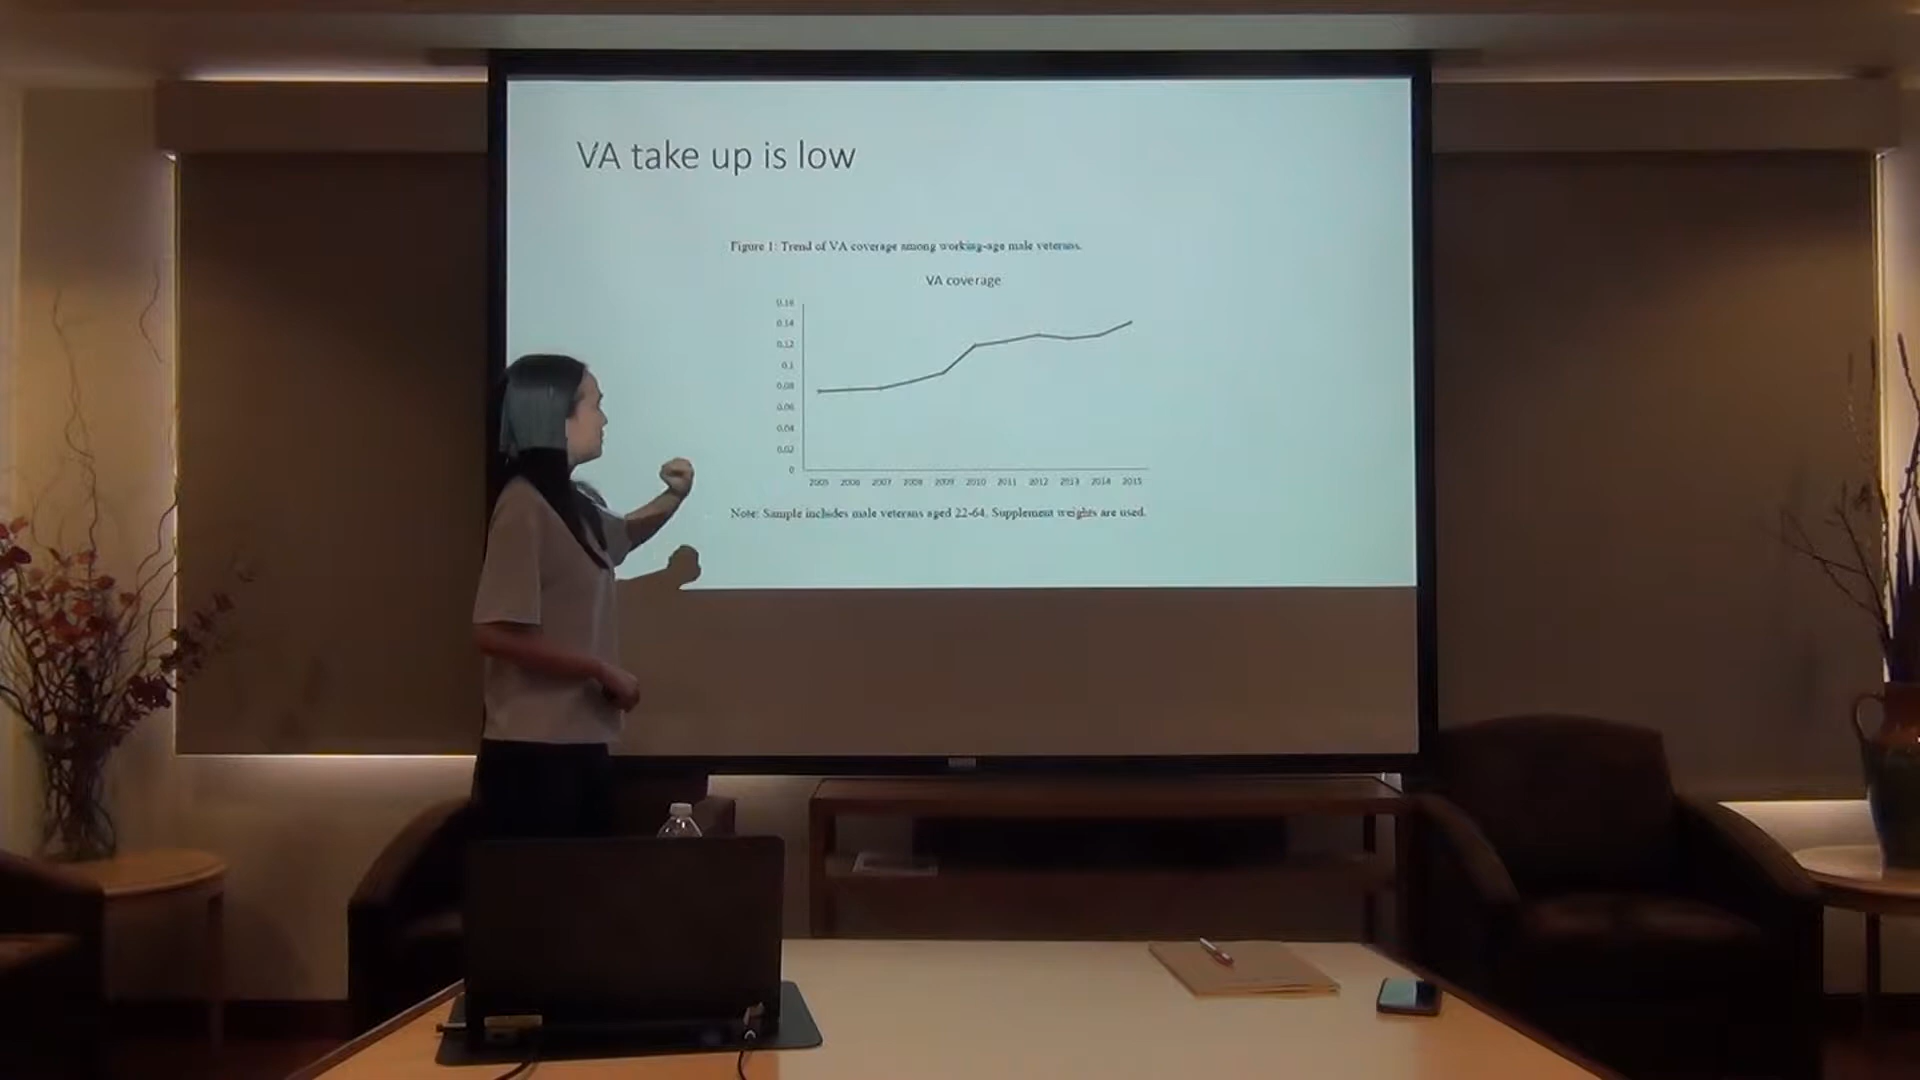 VA take up is low
Figure 1: Trend of VA coverage among working-age male veterans.
VA coverage
0.16
0.14
0.12
0.1
0.08
0.06
0.04
0.02
0
2005 2006 2007 2008 2009 2010 2011 2012 2013 2014 2015
Note: Sample includes male veterans aged 22-64. Supplement weights are used.